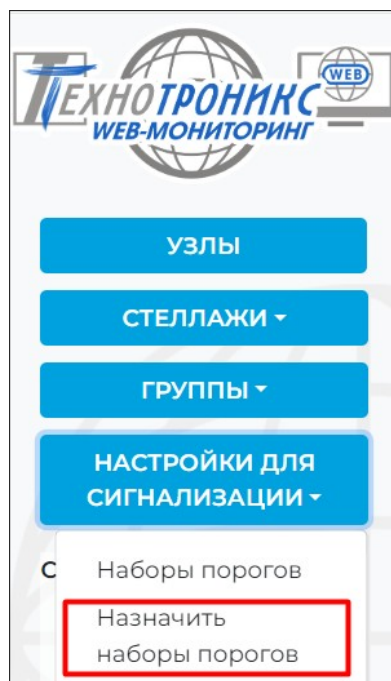 ТЕХНОТРОНИКС
WEB
WEB-МОНИТОРИНГ
УЗЛЫ
СТЕЛЛАЖИ
ГРУППЫ
НАСТРОЙКИ ДЛЯ
СИГНАЛИЗАЦИИ
С
Наборы порогов
Назначить
наборы порогов